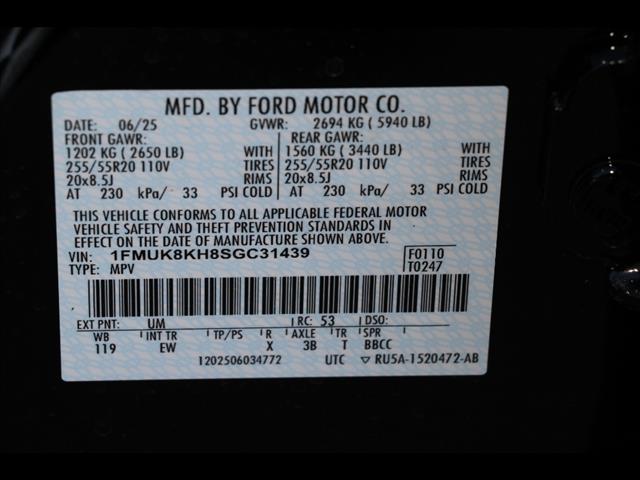 MFD. BY FORD MOTOR CO.
DATE: 06/25 GVWR: 2694 KG ( 5940 LB)
FRONT GAWR: REAR GAWR:
1202 KG ( 2650 LB) WITH 1560 KG ( 3440 LB) WITH
255/55R20 110V TIRES 255/55R20 110V TIRES
20x8.5J RIMS 20x8.5J RIMS
AT 230 kPa/ 33 PSI COLD AT 230 kPa/ 33 PSI COLD
THIS VEHICLE CONFORMS TO ALL APPLICABLE FEDERAL MOTOR
VEHICLE SAFETY AND THEFT PREVENTION STANDARDS IN
EFFECT ON THE DATE OF MANUFACTURE SHOWN ABOVE.
VIN: 1FMUK8KH8SGC31439 F0110
TYPE: MPV T0247
EXT PNT: UM RC: 53 DSO:
WB INT TR TP/PS R AXLE TR SPR
119 EW X 3B T BBCC
1202506034772 UTC ▽ RU5A-1520472-AB